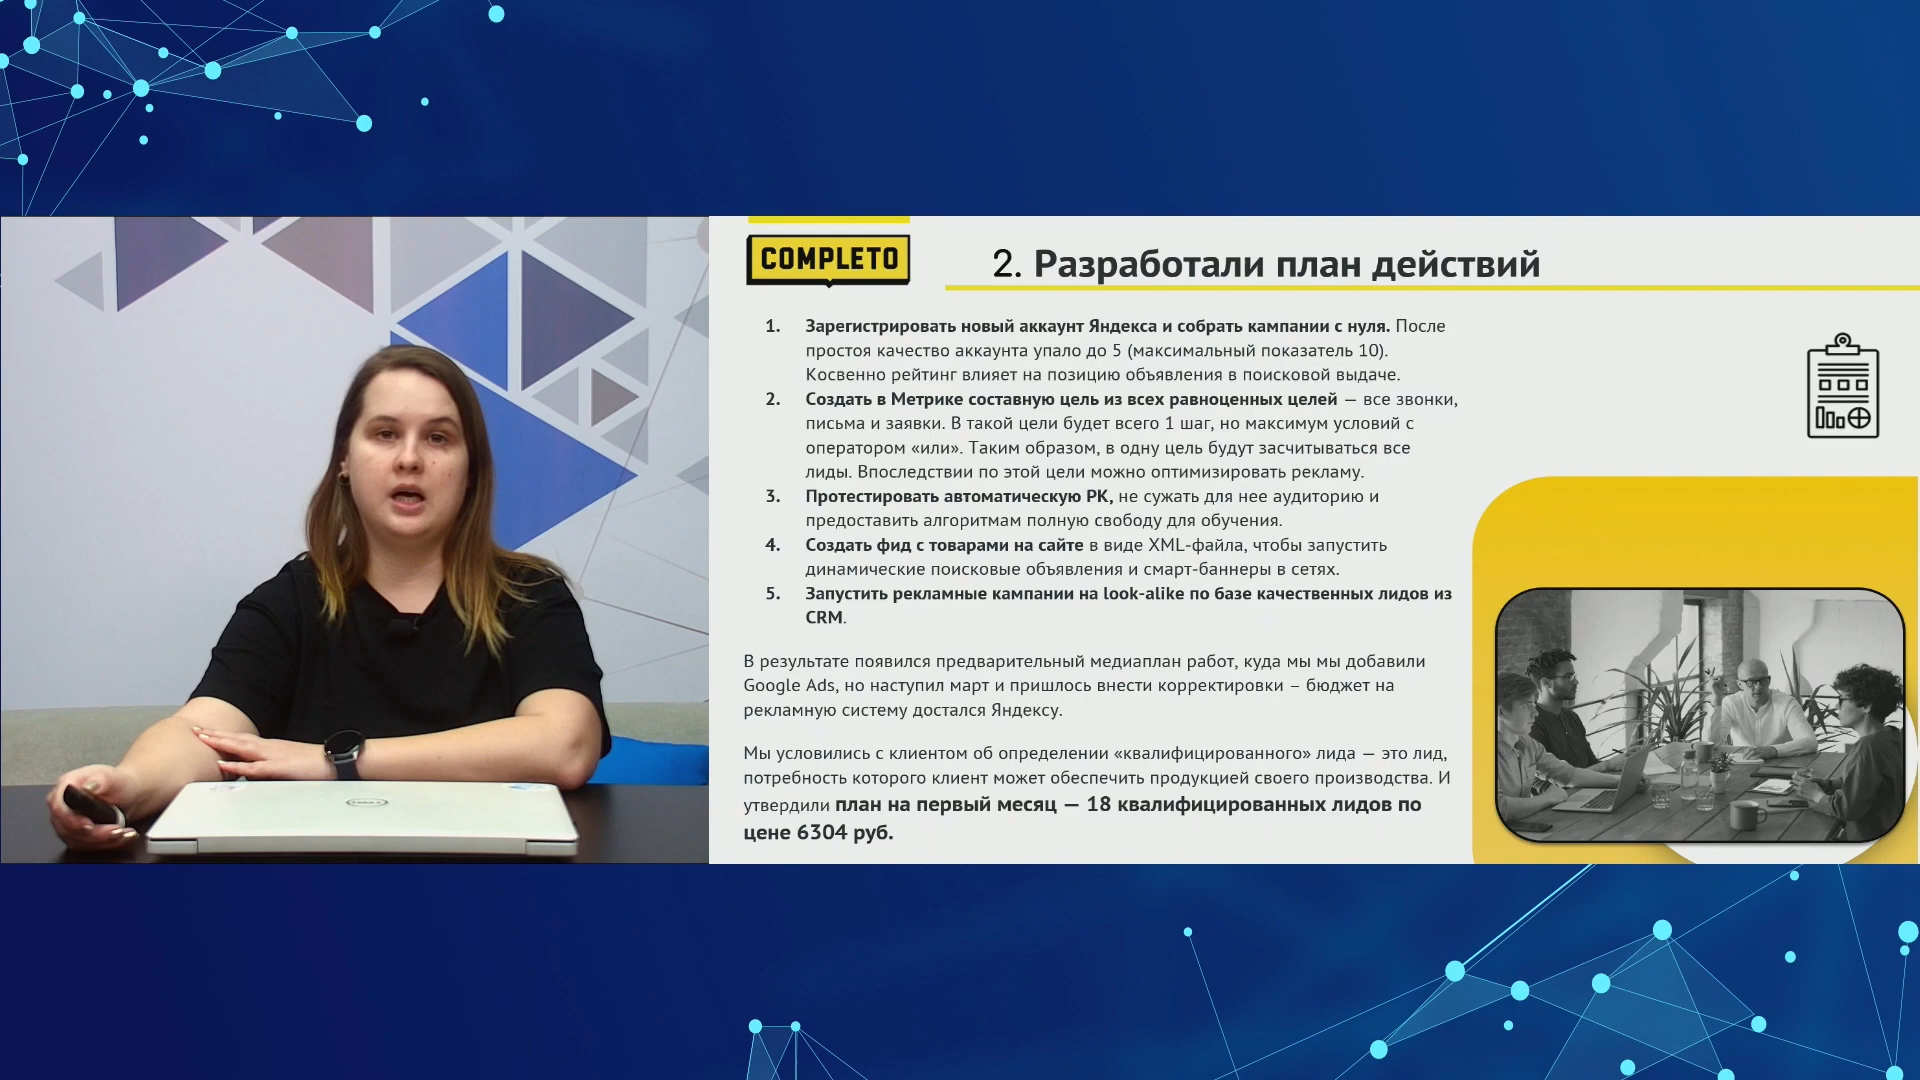 COMPLETO
2. Разработали план действий
1. Зарегистрировать новый аккаунт Яндекса и собрать кампании с нуля. После
простоя качество аккаунта упало до 5 (максимальный показатель 10).
Косвенно рейтинг влияет на позицию объявления в поисковой выдаче.
2. Создать в Метрике составную цель из всех равноценных целей — все звонки,
письма и заявки. В такой цели будет всего 1 шаг, но максимум условий с
оператором «или». Таким образом, в одну цель будут засчитываться все
лиды. Впоследствии по этой цели можно оптимизировать рекламу.
3. Протестировать автоматическую РК, не сужать для нее аудиторию и
предоставить алгоритмам полную свободу для обучения.
4. Создать фид с товарами на сайте в виде XML-файла, чтобы запустить
динамические поисковые объявления и смарт-баннеры в сетях.
5. Запустить рекламные кампании на look-alike по базе качественных лидов из
CRM.
В результате появился предварительный медиаплан работ, куда мы мы добавили
Google Ads, но наступил март и пришлось внести корректировки – бюджет на
рекламную систему достался Яндексу.
Мы условились с клиентом об определении «квалифицированного» лида — это лид,
потребность которого клиент может обеспечить продукцией своего производства. И
утвердили план на первый месяц — 18 квалифицированных лидов по
цене 6304 руб.
DELL